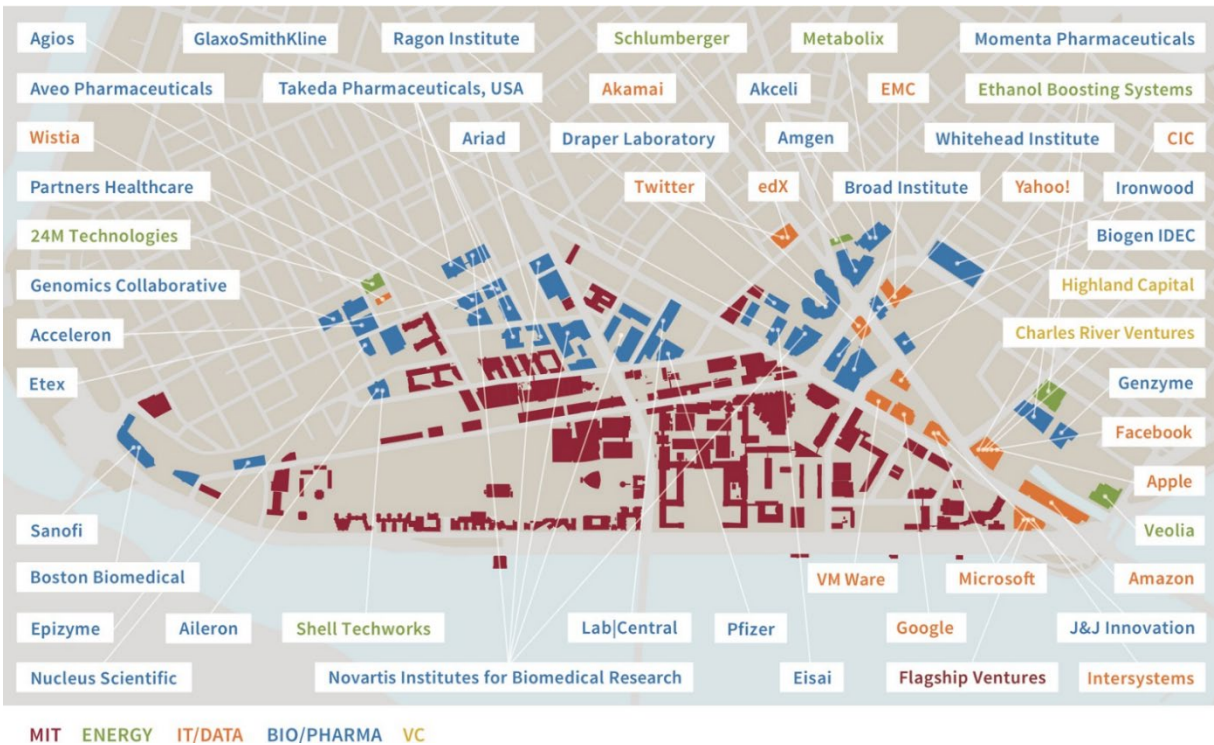 Agios
GlaxoSmithKline
Ragon Institute
Schlumberger
Metabolix
Momenta Pharmaceuticals
Aveo Pharmaceuticals
Takeda Pharmaceuticals, USA
Akamai
Akceli
EMC
Ethanol Boosting Systems
Wistia
Ariad
Draper Laboratory
Amgen
Whitehead Institute
CIC
Partners Healthcare
Twitter
edX
Broad Institute
Yahoo!
Ironwood
24M Technologies
Biogen IDEC
Genomics Collaborative
Highland Capital
Acceleron
Charles River Ventures
Etex
Genzyme
Facebook
Apple
Sanofi
Veolia
Boston Biomedical
VM Ware
Microsoft
Amazon
Epizyme
Aileron
Shell Techworks
Lab|Central
Pfizer
Google
J&J Innovation
Nucleus Scientific
Novartis Institutes for Biomedical Research
Eisai
Flagship Ventures
Intersystems
MIT ENERGY IT/DATA BIO/PHARMA VC